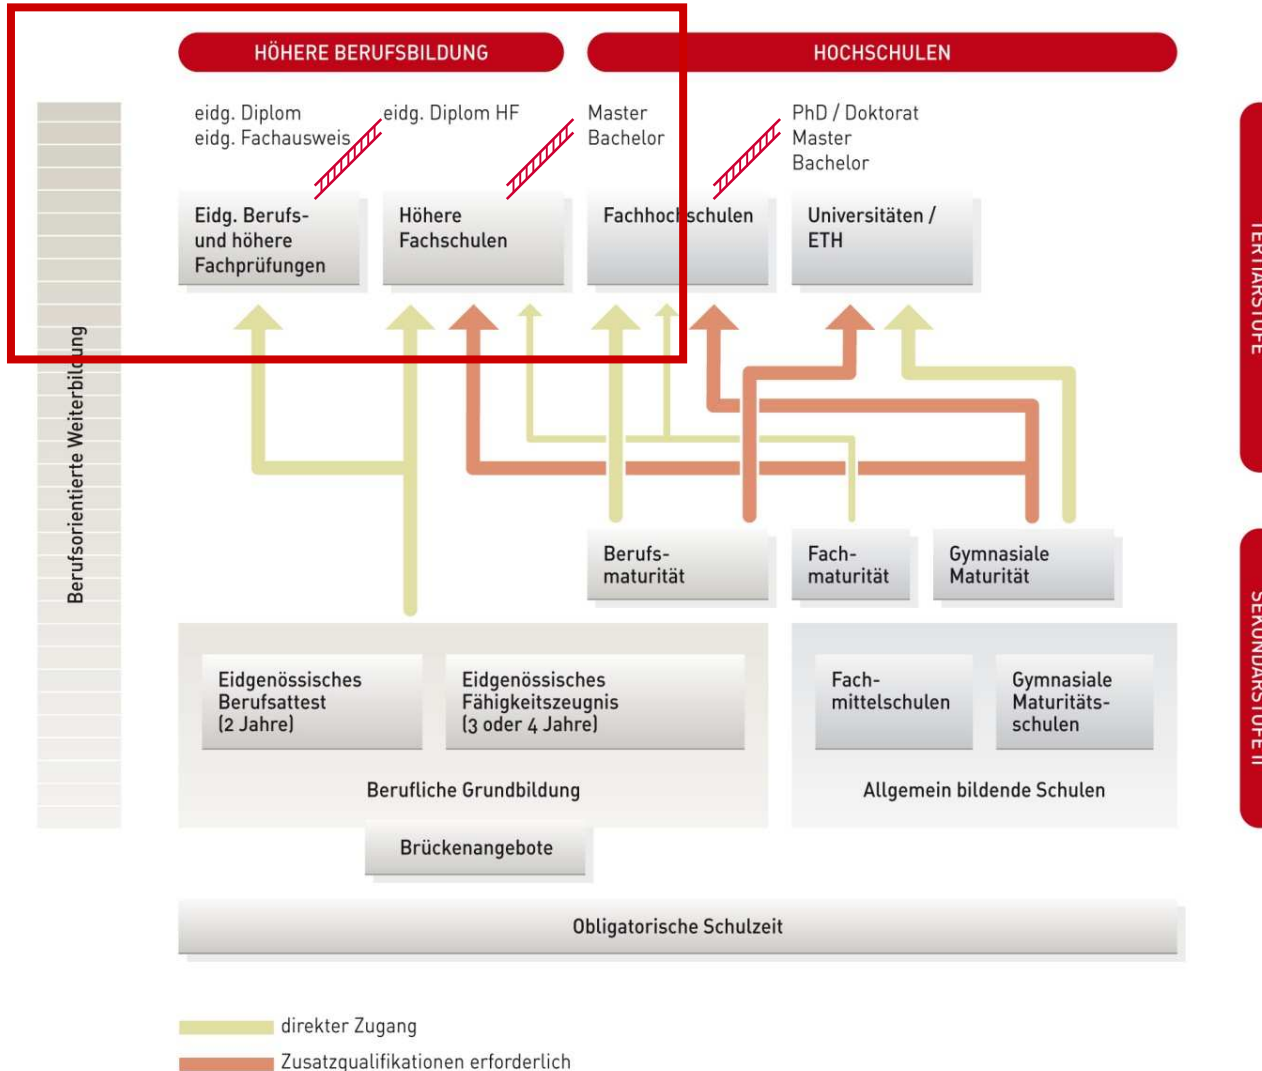 HÖHERE BERUFSBILDUNG
HOCHSCHULEN
eidg. Diplom
eidg. Fachausweis
eidg. Diplom HF
Master
Bachelor
PhD / Doktorat
Master
Bachelor
Eidg. Berufs-
und höhere
Fachprüfungen
Höhere
Fachschulen
Fachhochschulen
Universitäten /
ETH
TERTIÄRSTUFE
Berufsorientierte Weiterbildung
Berufs-
maturität
Fach-
maturität
Gymnasiale
Maturität
SEKUNDARSTUFE II
Eidgenössisches
Berufsattest
(2 Jahre)
Eidgenössisches
Fähigkeitszeugnis
(3 oder 4 Jahre)
Fach-
mittelschulen
Gymnasiale
Maturitäts-
schulen
Berufliche Grundbildung
Allgemein bildende Schulen
Brückenangebote
Obligatorische Schulzeit
direkter Zugang
Zusatzqualifikationen erforderlich